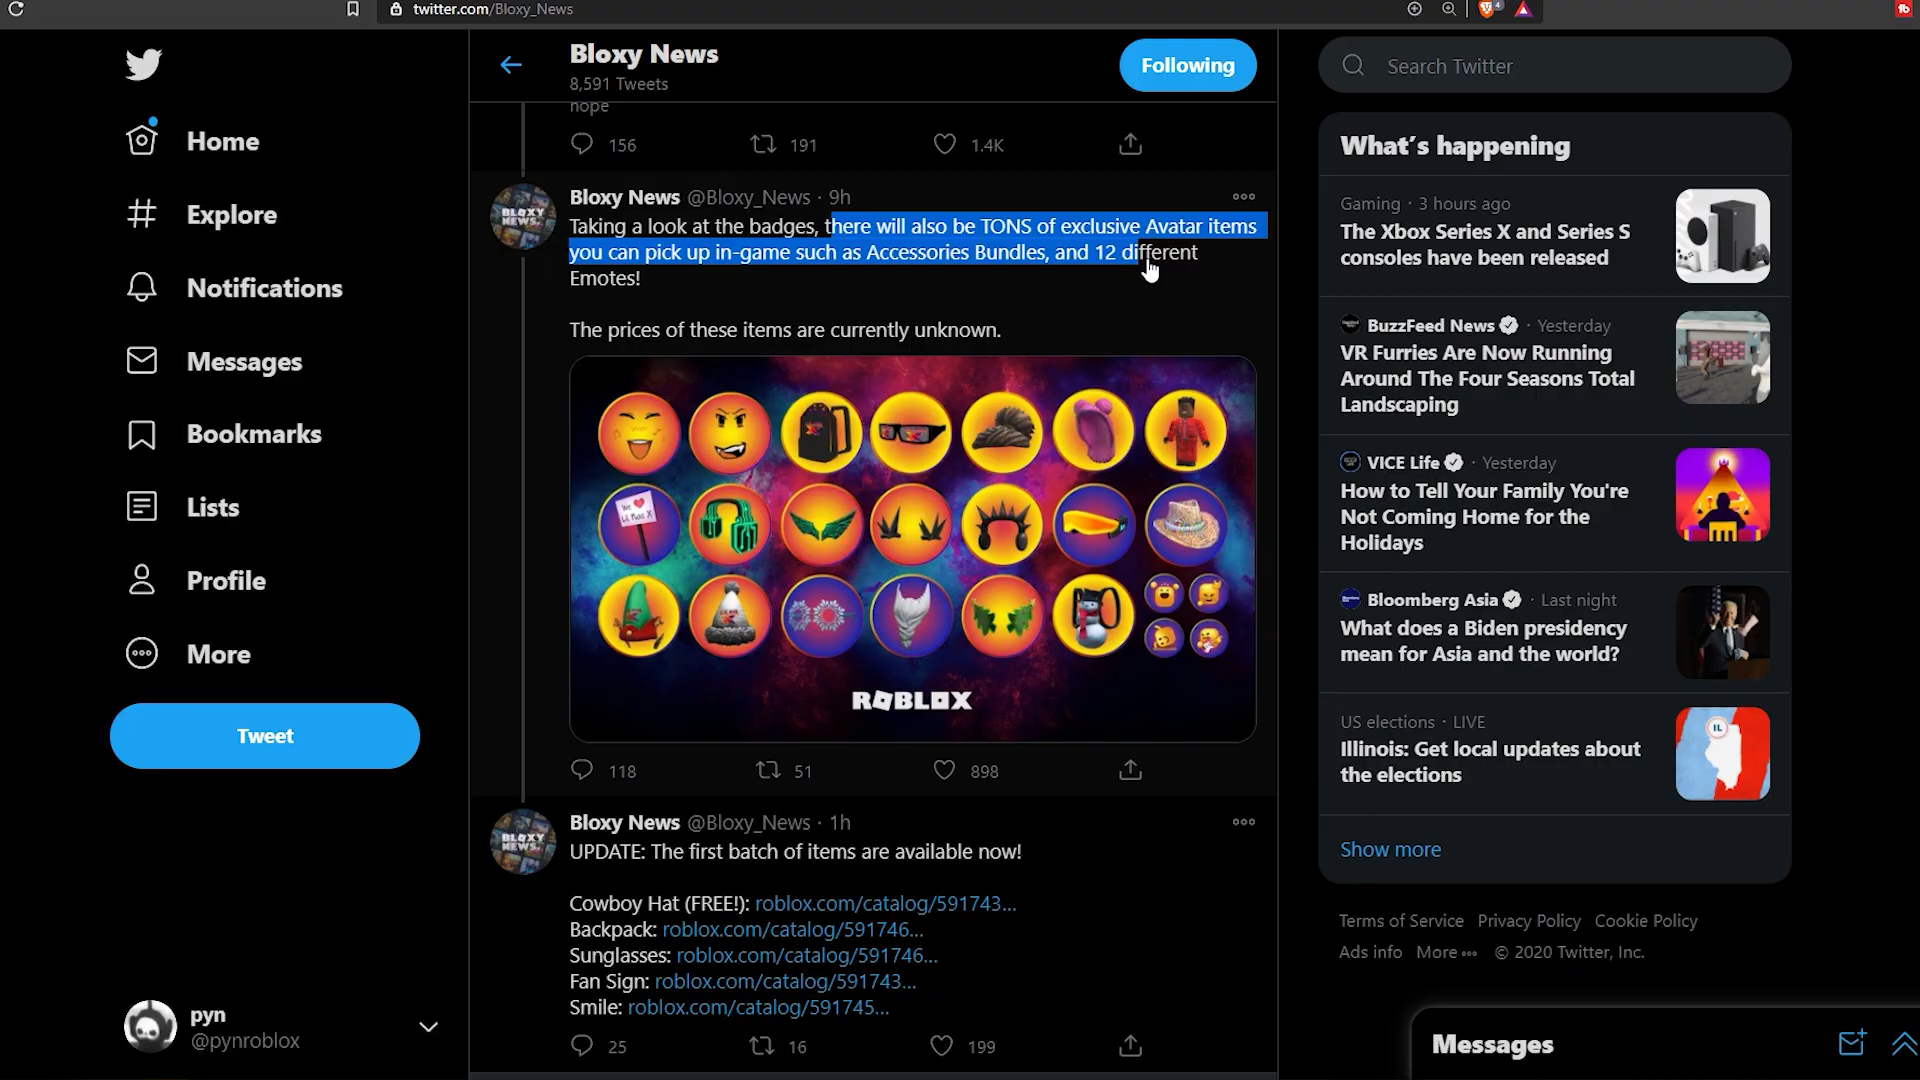 twitter.com/Bloxy_News
Home
Explore
Notifications
Messages
Bookmarks
Lists
Profile
More
Tweet
pyn
@pynroblox
Bloxy News
8,591 Tweets
Following
nope
156 191 1.4K
Bloxy News @Bloxy_News · 9h
Taking a look at the badges, there will also be TONS of exclusive Avatar items
you can pick up in-game such as Accessories Bundles, and 12 different
Emotes!
The prices of these items are currently unknown.
We ❤ Lil Nas X
ROBLOX
118 51 898
Bloxy News @Bloxy_News · 1h
UPDATE: The first batch of items are available now!
Cowboy Hat (FREE!): roblox.com/catalog/591743...
Backpack: roblox.com/catalog/591746...
Sunglasses: roblox.com/catalog/591746...
Fan Sign: roblox.com/catalog/591743...
Smile: roblox.com/catalog/591745...
25 16 199
Search Twitter
What's happening
Gaming · 3 hours ago
The Xbox Series X and Series S
consoles have been released
BuzzFeed News · Yesterday
VR Furries Are Now Running
Around The Four Seasons Total
Landscaping
VICE Life · Yesterday
How to Tell Your Family You're
Not Coming Home for the
Holidays
Bloomberg Asia · Last night
What does a Biden presidency
mean for Asia and the world?
US elections · LIVE
Illinois: Get local updates about
the elections
IL
Show more
Terms of Service Privacy Policy Cookie Policy
Ads info More ••• © 2020 Twitter, Inc.
Messages